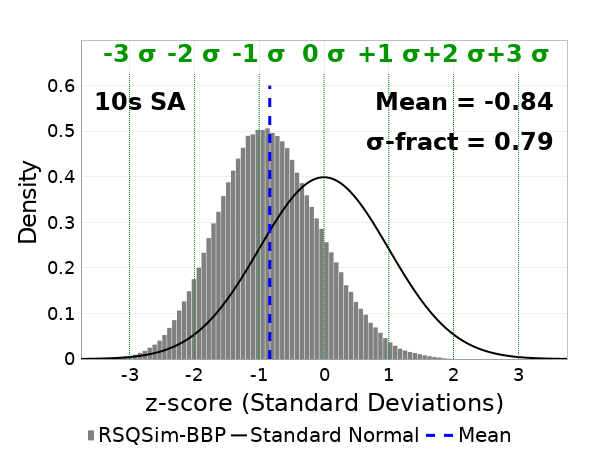 -3 σ -2 σ -1 σ 0 σ +1 σ +2 σ +3 σ
0.6
10s SA
Mean = -0.84
0.5
σ-fract = 0.79
0.4
0.3
0.2
0.1
0
Density
-3 -2 -1 0 1 2 3
z-score (Standard Deviations)
RSQSim-BBP Standard Normal Mean